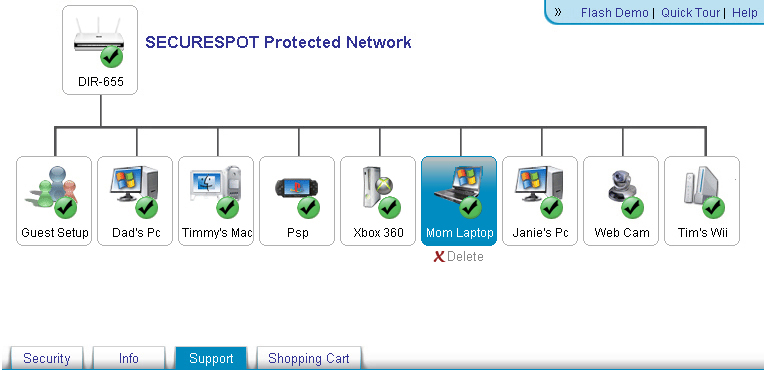 » Flash Demo | Quick Tour | Help
SECURESPOT Protected Network
DIR-655
Guest Setup
Dad's Pc
Timmy's Mac
Psp
Xbox 360
Mom Laptop
Janie's Pc
Web Cam
Tim's Wii
X Delete
Security
Info
Support
Shopping Cart